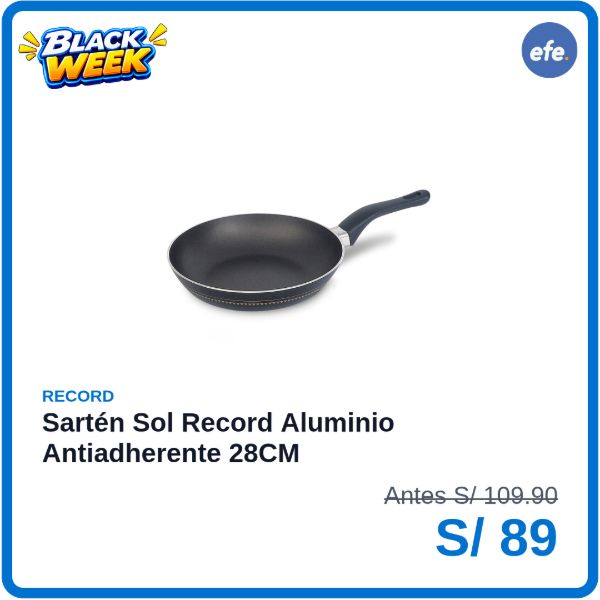 BLACK
WEEK
efe.
RECORD
Sartén Sol Record Aluminio
Antiadherente 28CM
Antes S/ 109.90
S/ 89